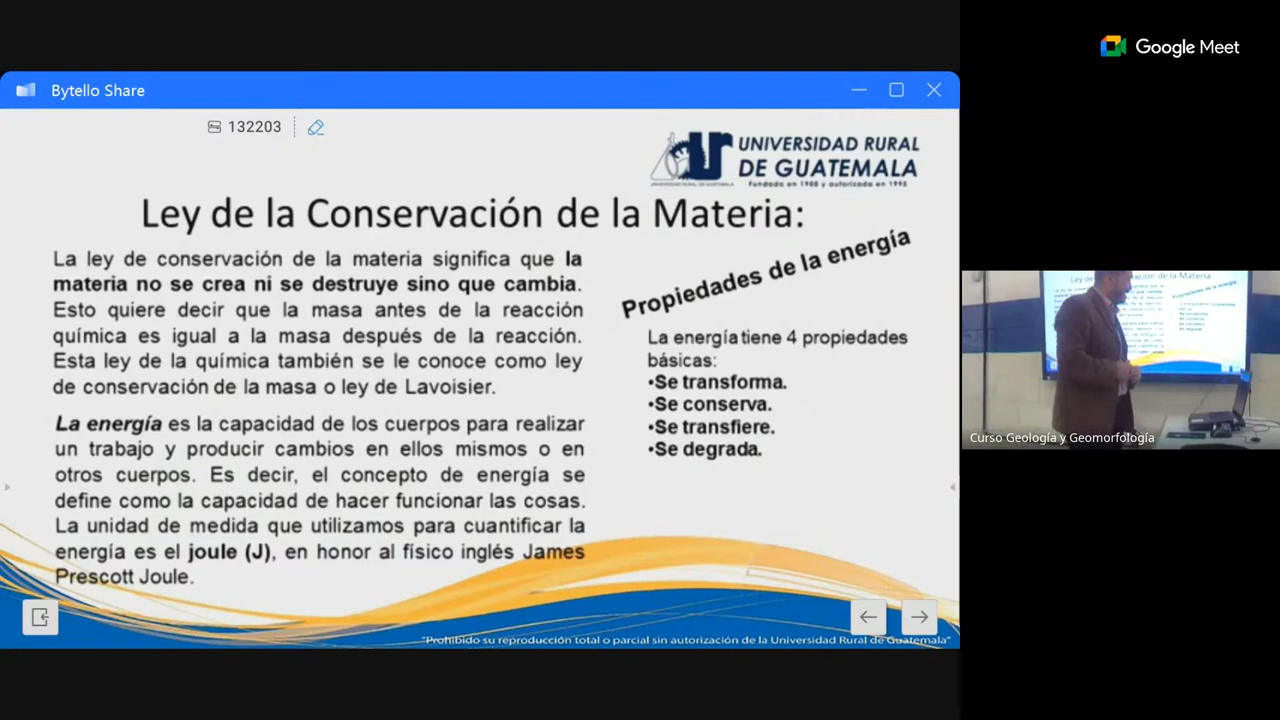 Google Meet
Bytello Share
132203
UNIVERSIDAD RURAL
DE GUATEMALA
Fundada en 1988 y autorizada en 1995
Ley de la Conservación de la Materia:
La ley de conservación de la materia significa que la
materia no se crea ni se destruye sino que cambia.
Esto quiere decir que la masa antes de la reacción
química es igual a la masa después de la reacción.
Esta ley de la química también se le conoce como ley
de conservación de la masa o ley de Lavoisier.
La energía es la capacidad de los cuerpos para realizar
un trabajo y producir cambios en ellos mismos o en
otros cuerpos. Es decir, el concepto de energía se
define como la capacidad de hacer funcionar las cosas.
La unidad de medida que utilizamos para cuantificar la
energía es el joule (J), en honor al físico inglés James
Prescott Joule.
Propiedades de la energía
La energía tiene 4 propiedades
básicas:
•Se transforma.
•Se conserva.
•Se transfiere.
•Se degrada.
"Prohibido su reproducción total o parcial sin autorización de la Universidad Rural de Guatemala"
Curso Geología y Geomorfología